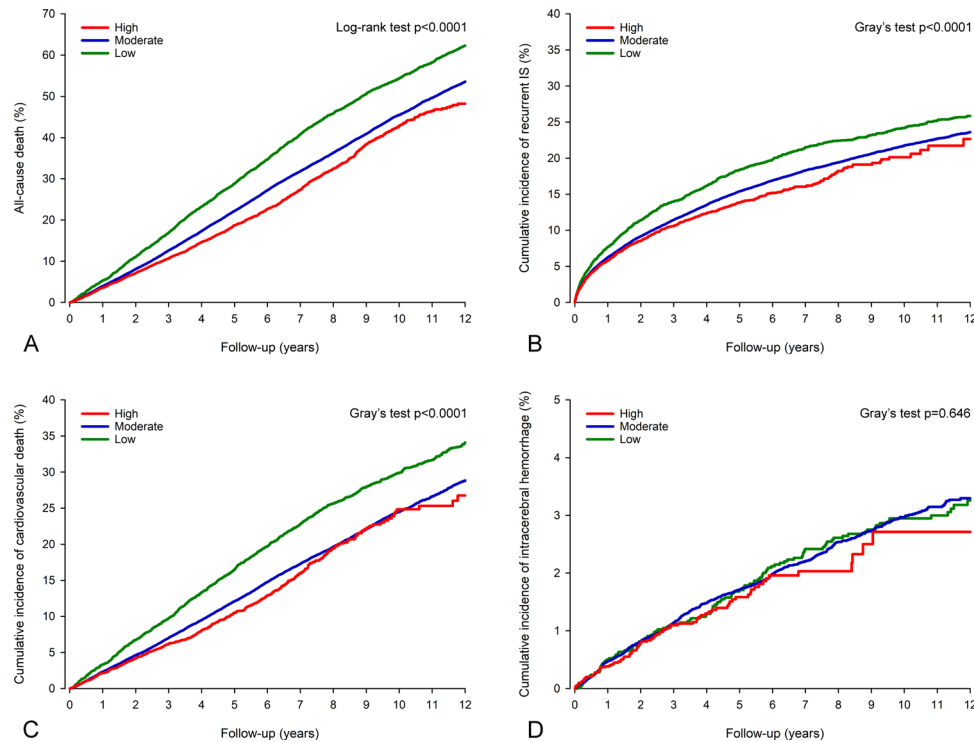 High
Moderate
Low
Log-rank test p<0.0001
All-cause death (%)
70
60
50
40
30
20
10
0
0 1 2 3 4 5 6 7 8 9 10 11 12
Follow-up (years)
A
High
Moderate
Low
Gray's test p<0.0001
Cumulative incidence of recurrent IS (%)
40
35
30
25
20
15
10
5
0
0 1 2 3 4 5 6 7 8 9 10 11 12
Follow-up (years)
B
High
Moderate
Low
Gray's test p<0.0001
Cumulative incidence of cardiovascular death (%)
40
35
30
25
20
15
10
5
0
0 1 2 3 4 5 6 7 8 9 10 11 12
Follow-up (years)
C
High
Moderate
Low
Gray's test p=0.646
Cumulative incidence of intracerebral hemorrhage (%)
5
4
3
2
1
0
0 1 2 3 4 5 6 7 8 9 10 11 12
Follow-up (years)
D